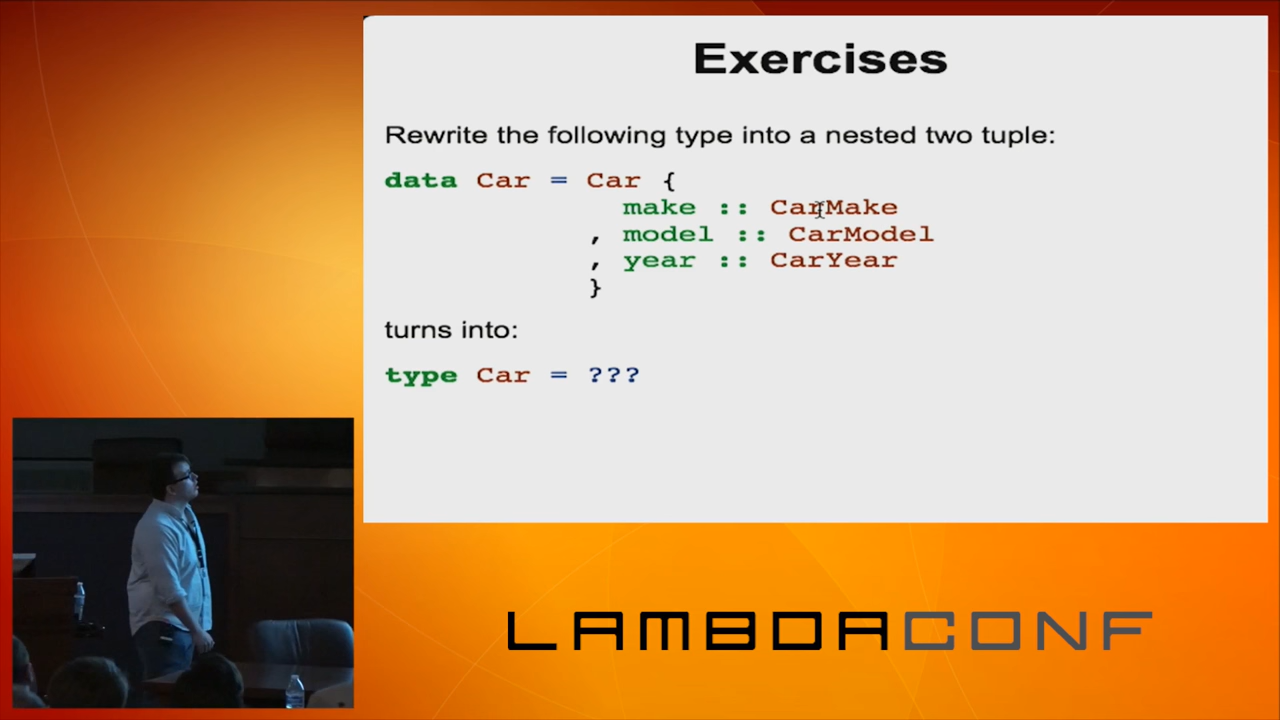 Exercises
Rewrite the following type into a nested two tuple:
data Car = Car {
make :: CarMake
, model :: CarModel
, year :: CarYear
}
turns into:
type Car = ???
LAMBDACONF